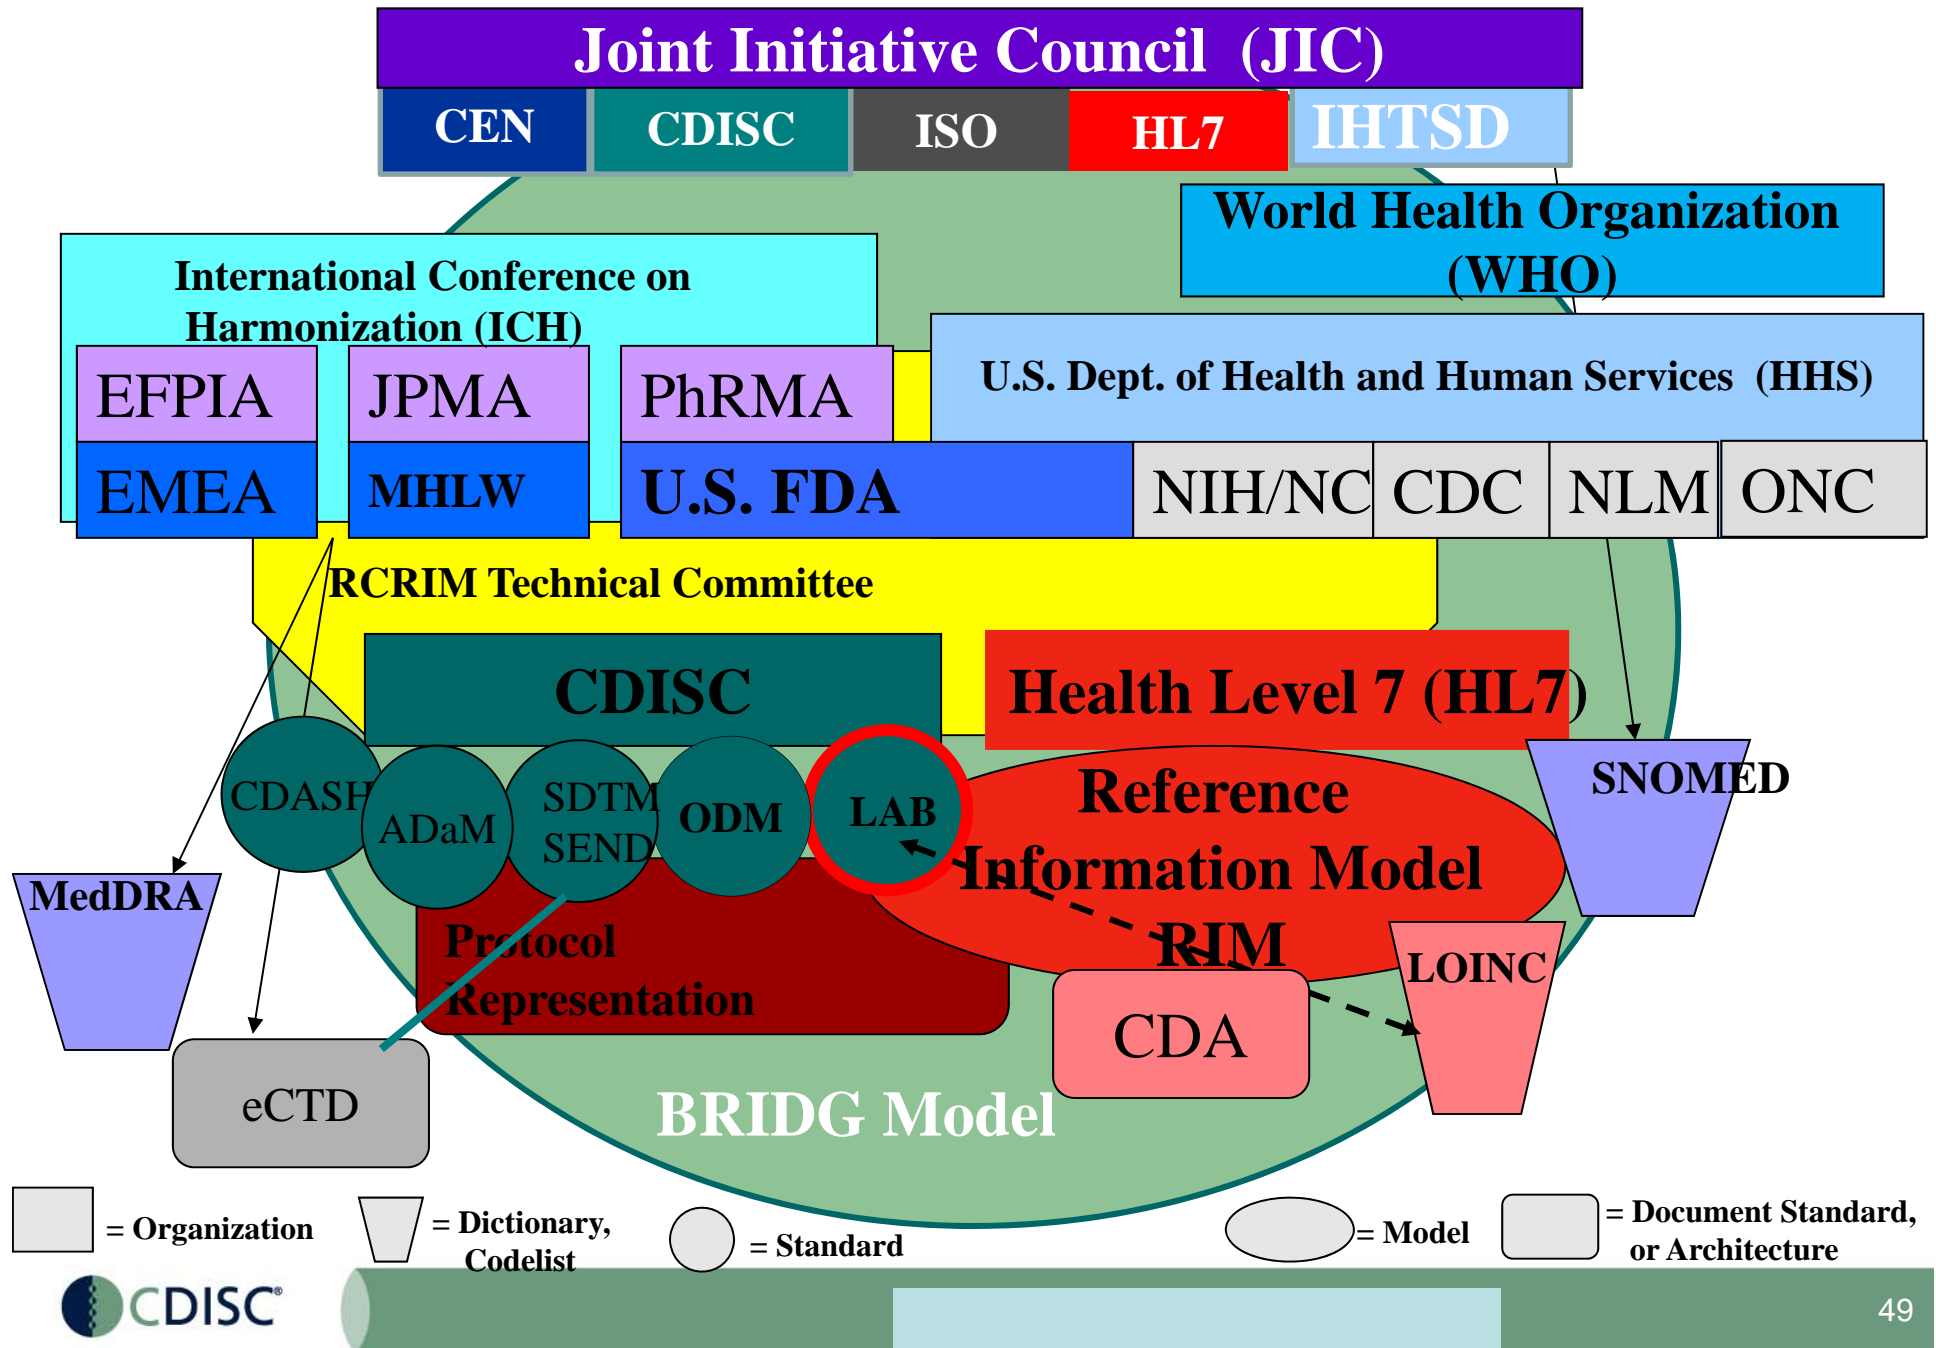 Joint Initiative Council (JIC)
CEN
CDISC
ISO
HL7
IHTSD
World Health Organization
(WHO)
International Conference on
Harmonization (ICH)
EFPIA
JPMA
PhRMA
U.S. Dept. of Health and Human Services (HHS)
EMEA
MHLW
U.S. FDA
NIH/NC
CDC
NLM
ONC
RCRIM Technical Committee
CDISC
Health Level 7 (HL7)
CDASH
ADaM
SDTM
SEND
ODM
LAB
Reference
Information Model
RIM
SNOMED
MedDRA
Protocol
Representation
LOINC
CDA
eCTD
BRIDG Model
= Organization
= Dictionary,
Codelist
= Standard
= Model
= Document Standard,
or Architecture
CDISC®
49